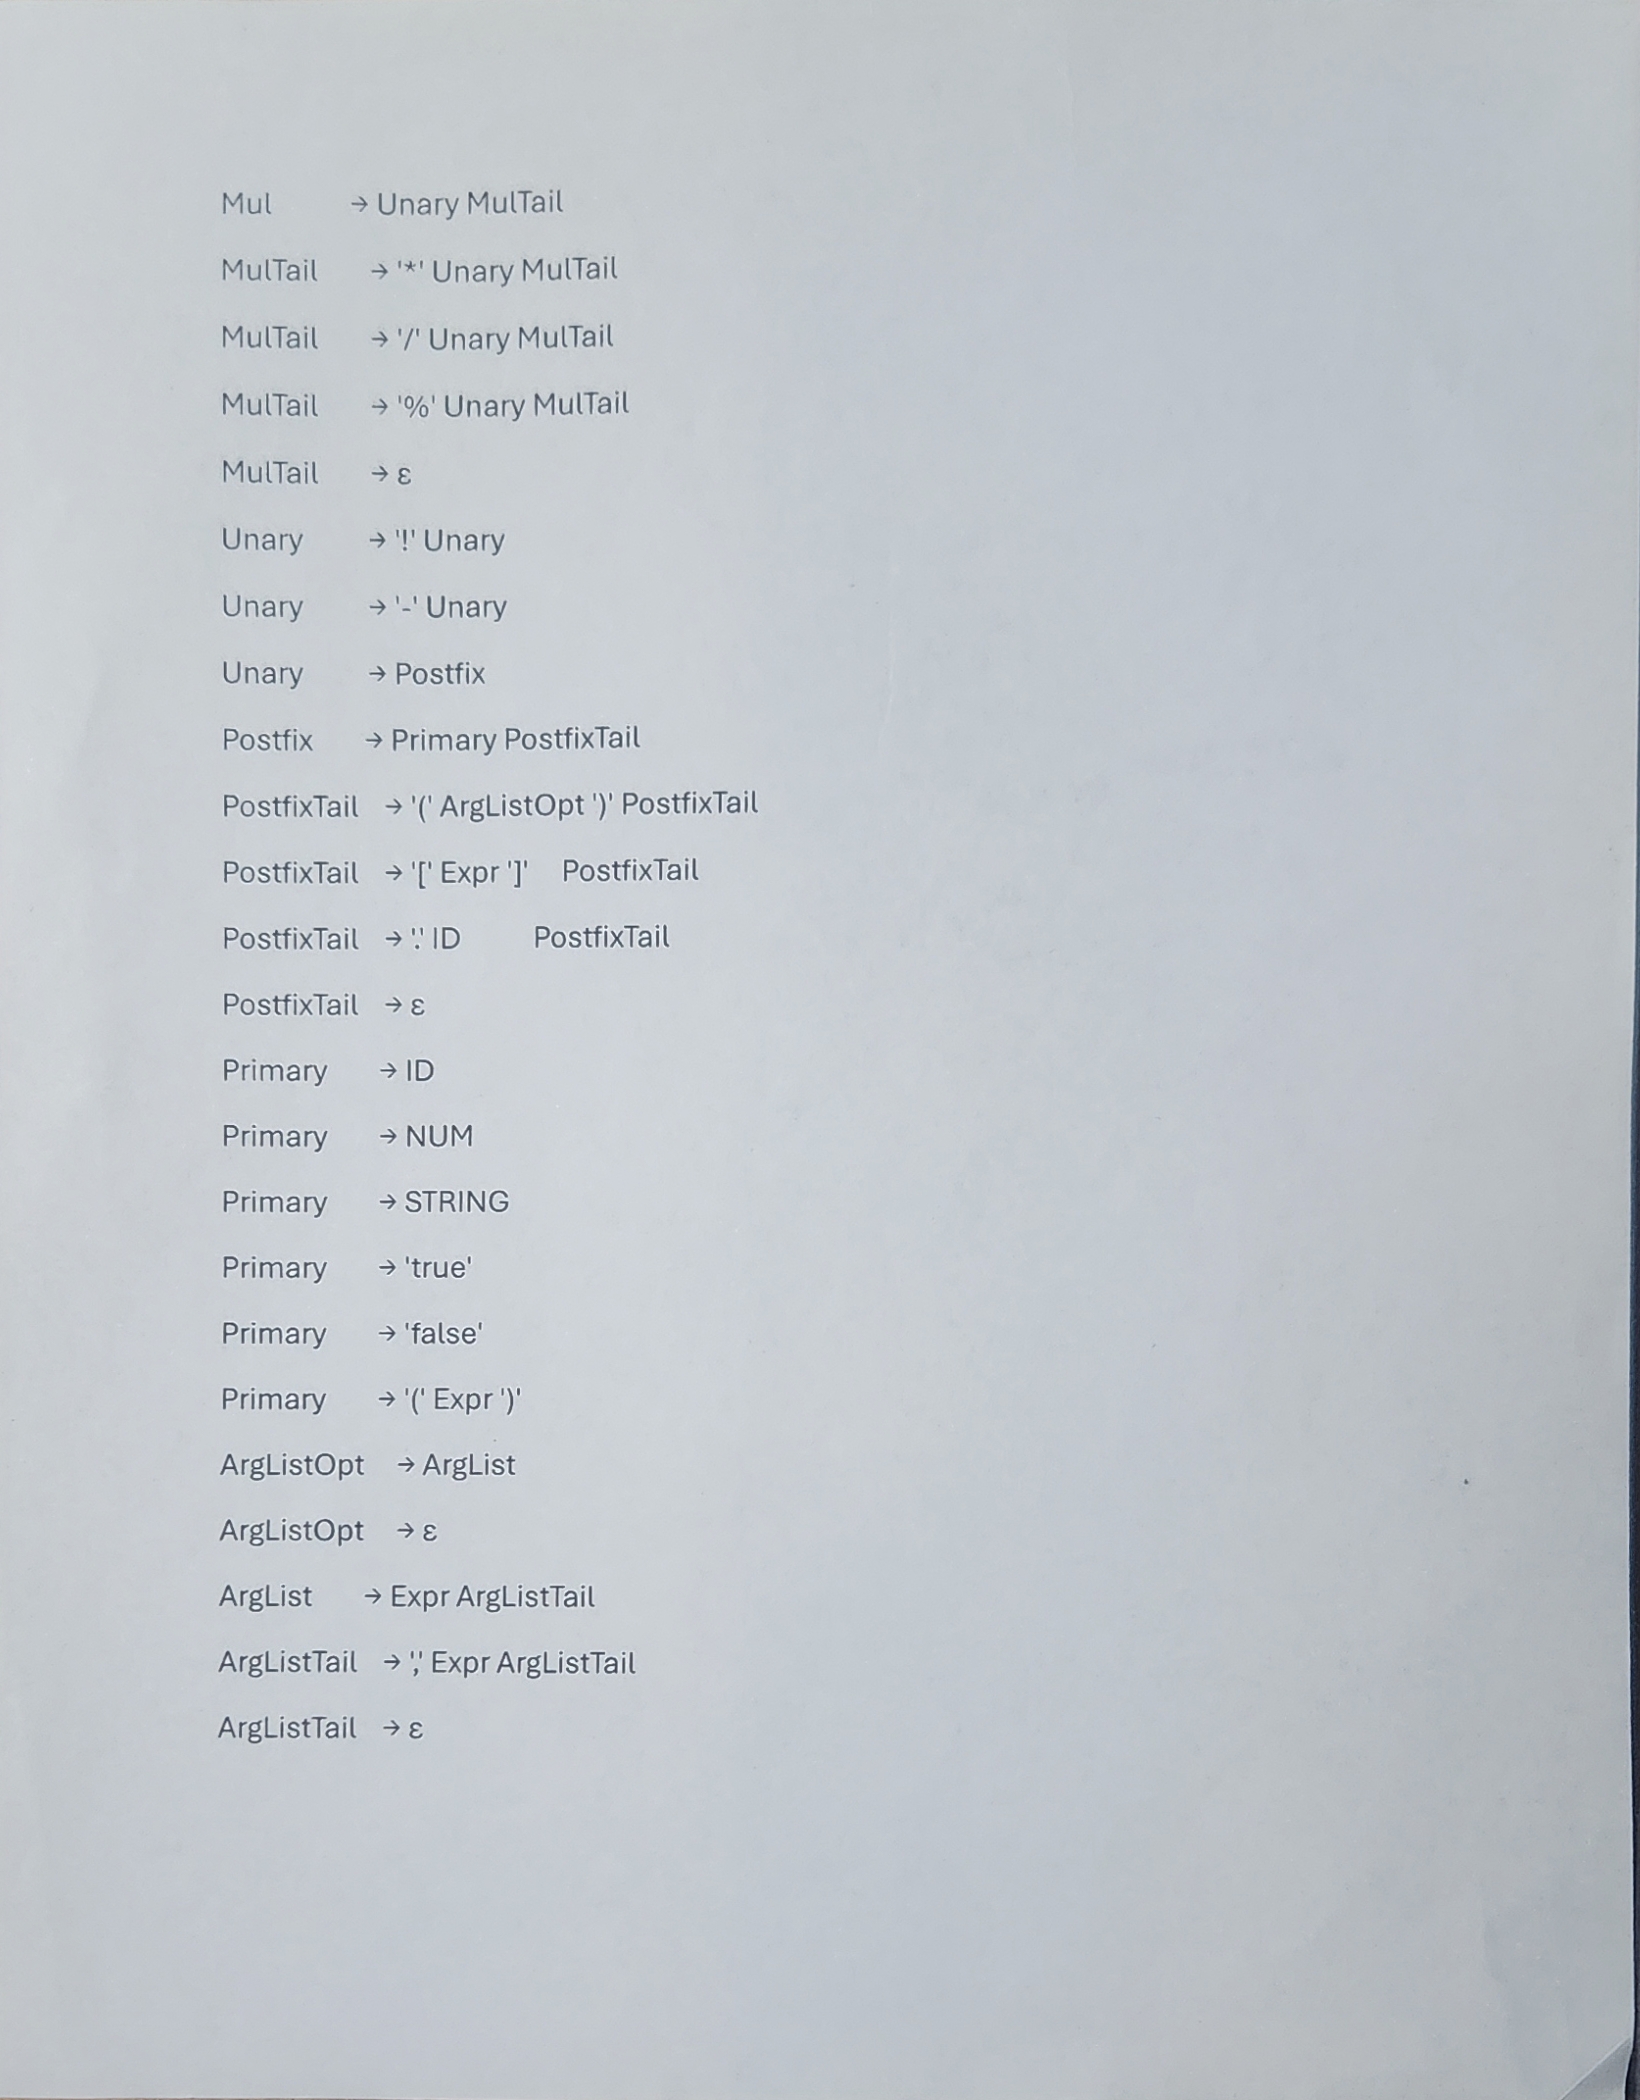 Mul → Unary MulTail
MulTail → '*' Unary MulTail
MulTail → '/' Unary MulTail
MulTail → '%' Unary MulTail
MulTail → ε
Unary → '!' Unary
Unary → '-' Unary
Unary → Postfix
Postfix → Primary PostfixTail
PostfixTail → '(' ArgListOpt ')' PostfixTail
PostfixTail → '[' Expr ']' PostfixTail
PostfixTail → '.' ID PostfixTail
PostfixTail → ε
Primary → ID
Primary → NUM
Primary → STRING
Primary → 'true'
Primary → 'false'
Primary → '(' Expr ')'
ArgListOpt → ArgList
ArgListOpt → ε
ArgList → Expr ArgListTail
ArgListTail → ',' Expr ArgListTail
ArgListTail → ε